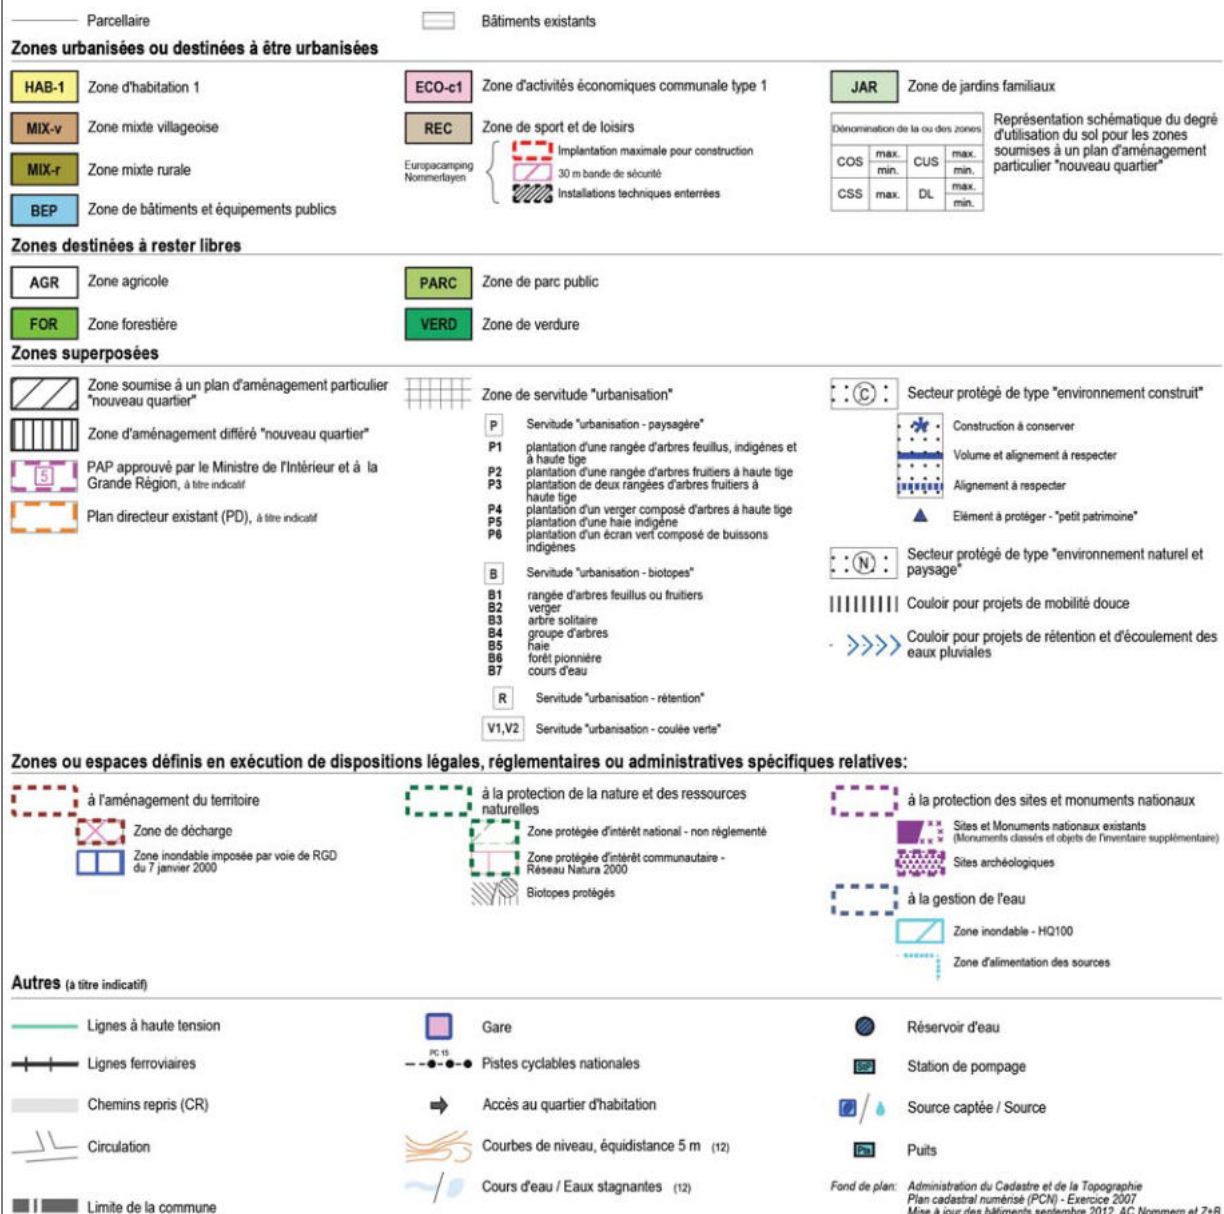 Parcellaire
Bâtiments existants
Zones urbanisées ou destinées à être urbanisées
HAB-1 Zone d'habitation 1
MIX-v Zone mixte villageoise
MIX-r Zone mixte rurale
BEP Zone de bâtiments et équipements publics
ECO-c1 Zone d'activités économiques communale type 1
REC Zone de sport et de loisirs
Europacamping
Nommerlayen
Implantation maximale pour construction
30 m bande de sécurité
Installations techniques enterrées
JAR Zone de jardins familiaux
Dénomination de la ou des zones
COS max. CUS max.
min. min.
CSS max. DL max.
min.
Représentation schématique du degré
d'utilisation du sol pour les zones
soumises à un plan d'aménagement
particulier "nouveau quartier"
Zones destinées à rester libres
AGR Zone agricole
FOR Zone forestière
PARC Zone de parc public
VERD Zone de verdure
Zones superposées
Zone soumise à un plan d'aménagement particulier
"nouveau quartier"
Zone d'aménagement différé "nouveau quartier"
5 PAP approuvé par le Ministre de l'Intérieur et à la
Grande Région, à titre indicatif
Plan directeur existant (PD), à titre indicatif
Zone de servitude "urbanisation"
P Servitude "urbanisation - paysagère"
P1 plantation d'une rangée d'arbres feuillus, indigènes et
à haute tige
P2 plantation d'une rangée d'arbres fruitiers à haute tige
P3 plantation de deux rangées d'arbres fruitiers à
haute tige
P4 plantation d'un verger composé d'arbres à haute tige
P5 plantation d'une haie indigène
P6 plantation d'un écran vert composé de buissons
indigènes
B Servitude "urbanisation - biotopes"
B1 rangée d'arbres feuillus ou fruitiers
B2 verger
B3 arbre solitaire
B4 groupe d'arbres
B5 haie
B6 forêt pionnière
B7 cours d'eau
R Servitude "urbanisation - rétention"
V1,V2 Servitude "urbanisation - coulée verte"
C Secteur protégé de type "environnement construit"
Construction à conserver
Volume et alignement à respecter
Alignement à respecter
Elément à protéger - "petit patrimoine"
N Secteur protégé de type "environnement naturel et
paysage"
Couloir pour projets de mobilité douce
Couloir pour projets de rétention et d'écoulement des
eaux pluviales
Zones ou espaces définis en exécution de dispositions légales, réglementaires ou administratives spécifiques relatives:
à l'aménagement du territoire
Zone de décharge
Zone inondable imposée par voie de RGD
du 7 janvier 2000
à la protection de la nature et des ressources
naturelles
Zone protégée d'intérêt national - non réglementé
Zone protégée d'intérêt communautaire -
Réseau Natura 2000
Biotopes protégés
à la protection des sites et monuments nationaux
Sites et Monuments nationaux existants
(Monuments classés et objets de l'inventaire supplémentaire)
Sites archéologiques
à la gestion de l'eau
Zone inondable - HQ100
Zone d'alimentation des sources
Autres (à titre indicatif)
Lignes à haute tension
Lignes ferroviaires
Chemins repris (CR)
Circulation
Limite de la commune
Gare
PC 15
Pistes cyclables nationales
Accès au quartier d'habitation
Courbes de niveau, équidistance 5 m (12)
Cours d'eau / Eaux stagnantes (12)
Réservoir d'eau
StP Station de pompage
Source captée / Source
Pts Puits
Fond de plan: Administration du Cadastre et de la Topographie
Plan cadastral numérisé (PCN) - Exercice 2007
Mise à jour des bâtiments septembre 2012, AC Nommern et Z+B